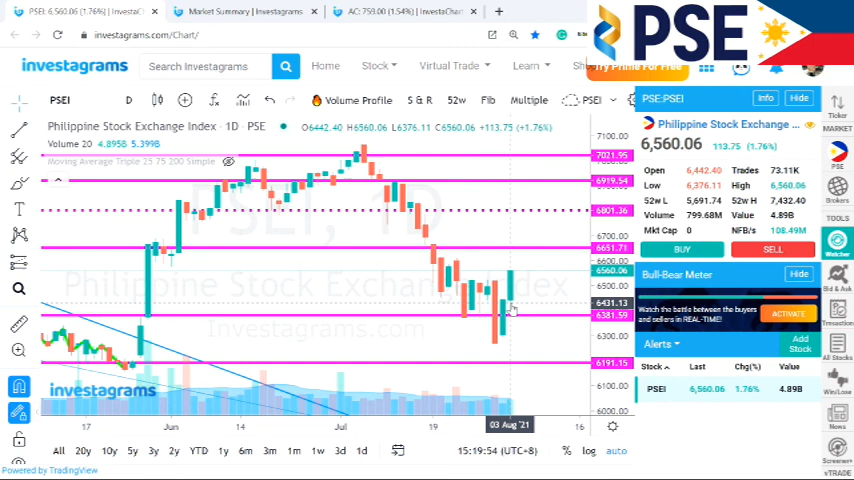 PSEI: 6,560.06 (1.76%) | Investa
Market Summary | Investagrams
AC: 759.00 (1.54%) | InvestaChart
investagrams.com/Chart/
PSE
investagrams
Search Investagrams
Home
Stock
Virtual Trade
Learn
Try Prime For Free
PSEI
D
Volume Profile
S & R
52w
Fib
Multiple
PSEI
Philippine Stock Exchange Index · 1D · PSE
O6442.40 H6560.06 L6376.11 C6560.06 +113.75 (+1.76%)
Volume 20 4.895B 5.399B
Moving Average Triple 25 75 200 Simple
PSEI, 1D
Philippine Stock Exchange Index
investagrams.com
investagrams
7100.00
7021.95
6919.54
6801.36
6700.00
6651.71
6600.00
6560.06
6500.00
6431.13
6381.59
6300.00
6191.15
6100.00
6000.00
17
Jun
14
Jul
19
03 Aug '21
16
All
20y
10y
5y
3y
2y
YTD
1y
6m
3m
1m
1w
3d
1d
15:19:54 (UTC+8)
%
log
auto
Powered by TradingView
PSE:PSEI
Info
Hide
Philippine Stock Exchange ...
6,560.06 113.75 (1.76%)
Open 6,442.40 Trades 73.11K
Low 6,376.11 High 6,560.06
52w L 5,691.74 52w H 7,432.40
Volume 799.68M Value 4.89B
Mkt Cap 0 NFB/s 108.49M
BUY
SELL
Bull-Bear Meter
Hide
Watch the battle between the buyers
and sellers in REAL-TIME!
ACTIVATE
Alerts
Add
Stock
Stock Last Chg(%) Value
PSEI 6,560.06 1.76% 4.89B
Ticker
MARKET
PSE
Brokers
TOOLS
Watcher
Bid & Ask
Transaction
All Stocks
Win/Lose
News
Screener+
vTRADE